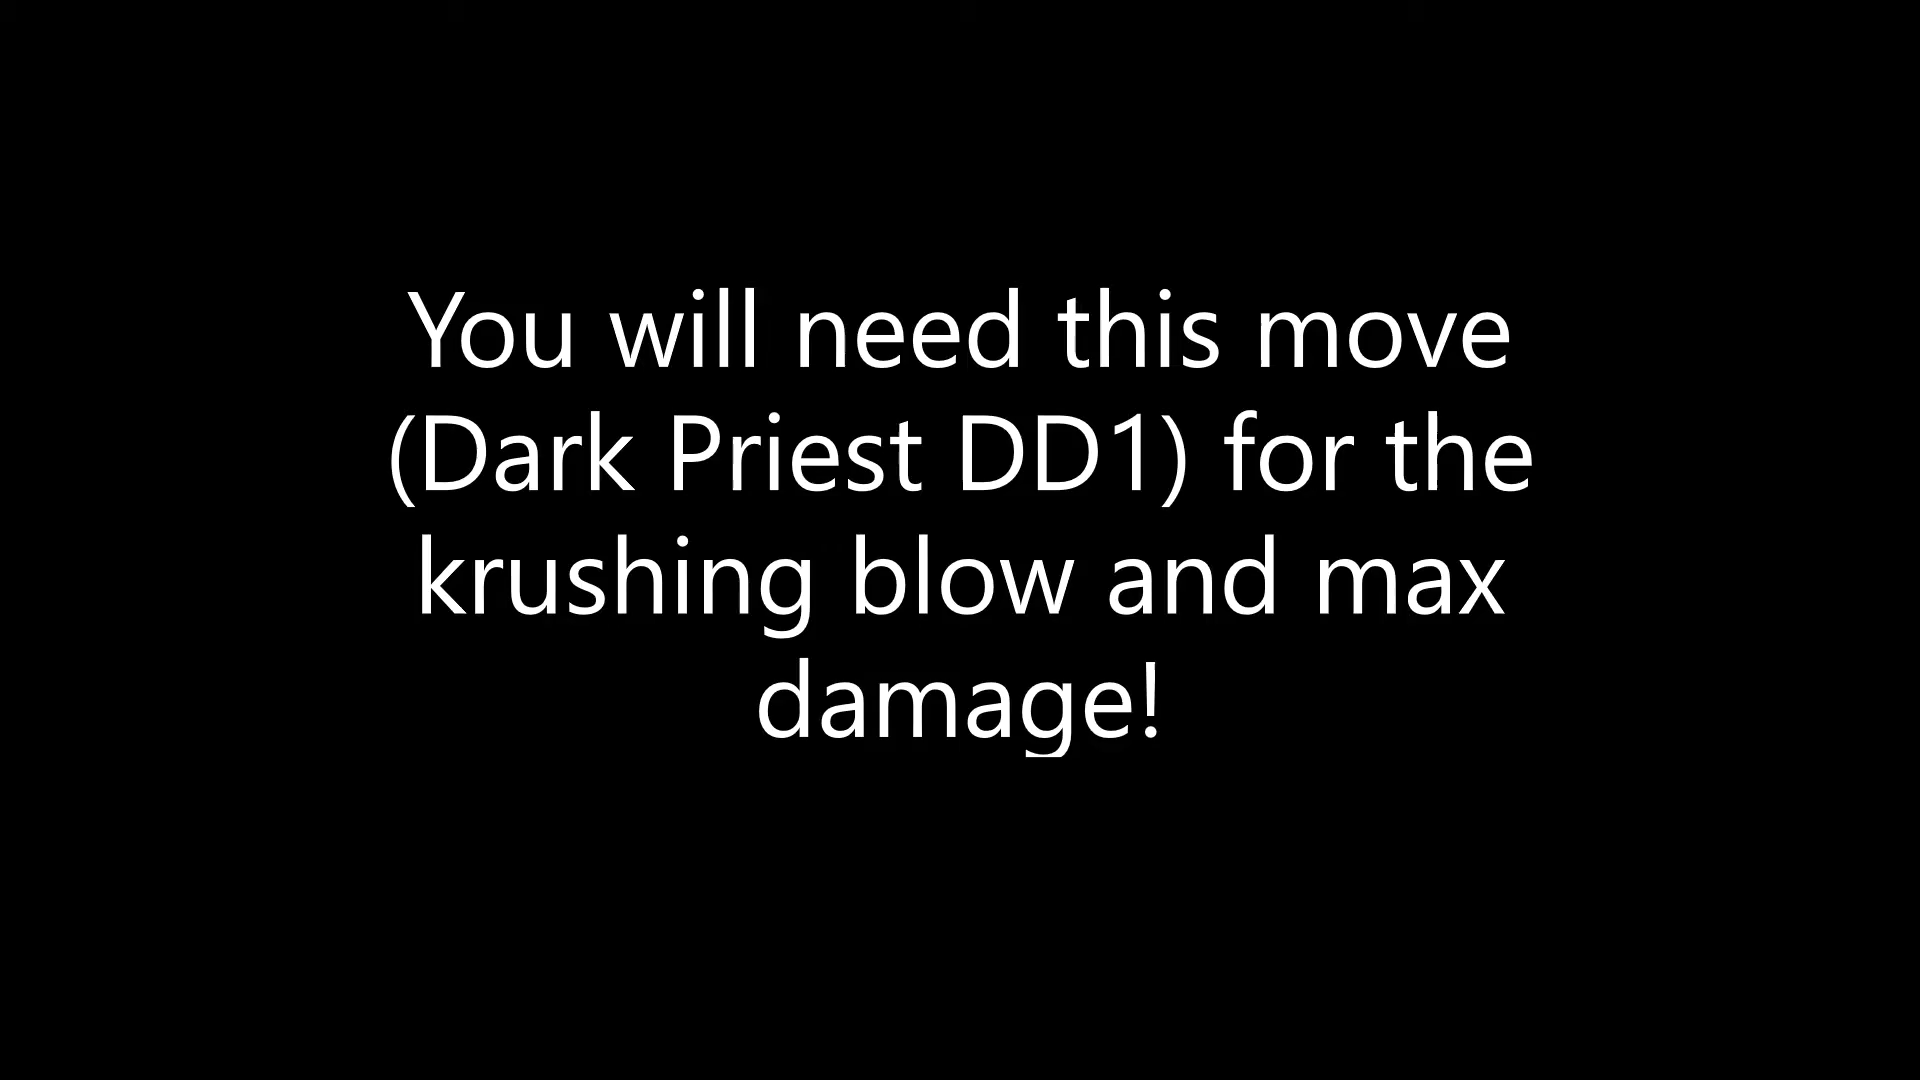 You will need this move
(Dark Priest DD1) for the
krushing blow and max
damage!